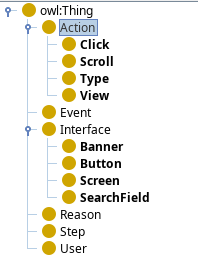 owl:Thing
Action
Click
Scroll
Type
View
Event
Interface
Banner
Button
Screen
SearchField
Reason
Step
User